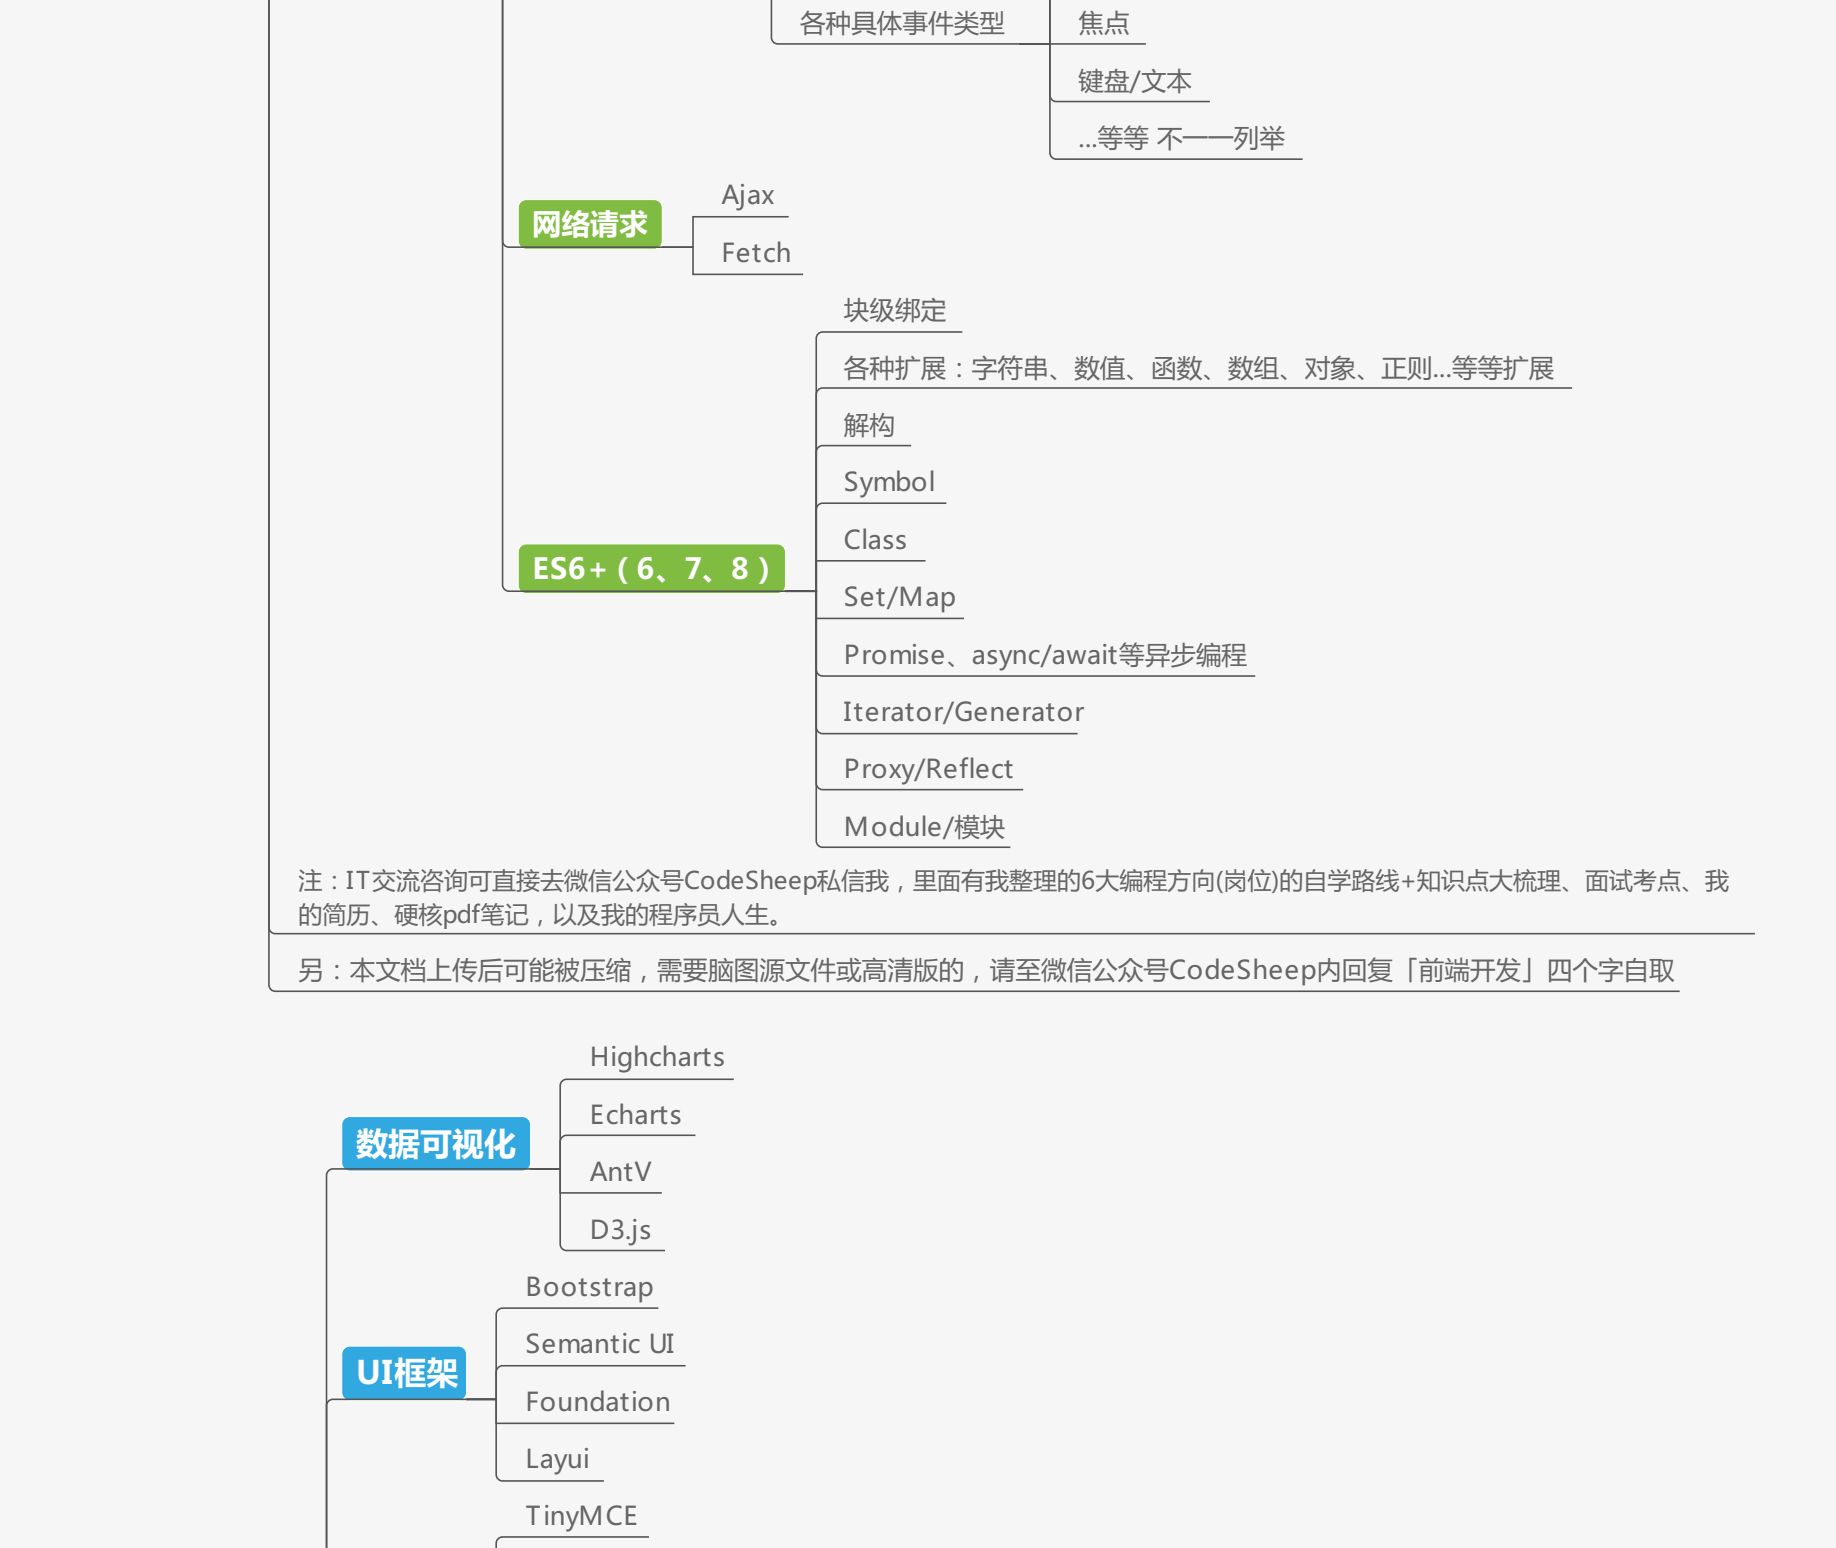 各种具体事件类型
焦点
键盘/文本
...等等 不一一列举
网络请求
Ajax
Fetch
ES6+（6、7、8）
块级绑定
各种扩展：字符串、数值、函数、数组、对象、正则...等等扩展
解构
Symbol
Class
Set/Map
Promise、async/await等异步编程
Iterator/Generator
Proxy/Reflect
Module/模块
注：IT交流咨询可直接去微信公众号CodeSheep私信我，里面有我整理的6大编程方向(岗位)的自学路线+知识点大梳理、面试考点、我
的简历、硬核pdf笔记，以及我的程序员人生。
另：本文档上传后可能被压缩，需要脑图源文件或高清版的，请至微信公众号CodeSheep内回复「前端开发」四个字自取
数据可视化
Highcharts
Echarts
AntV
D3.js
UI框架
Bootstrap
Semantic UI
Foundation
Layui
TinyMCE